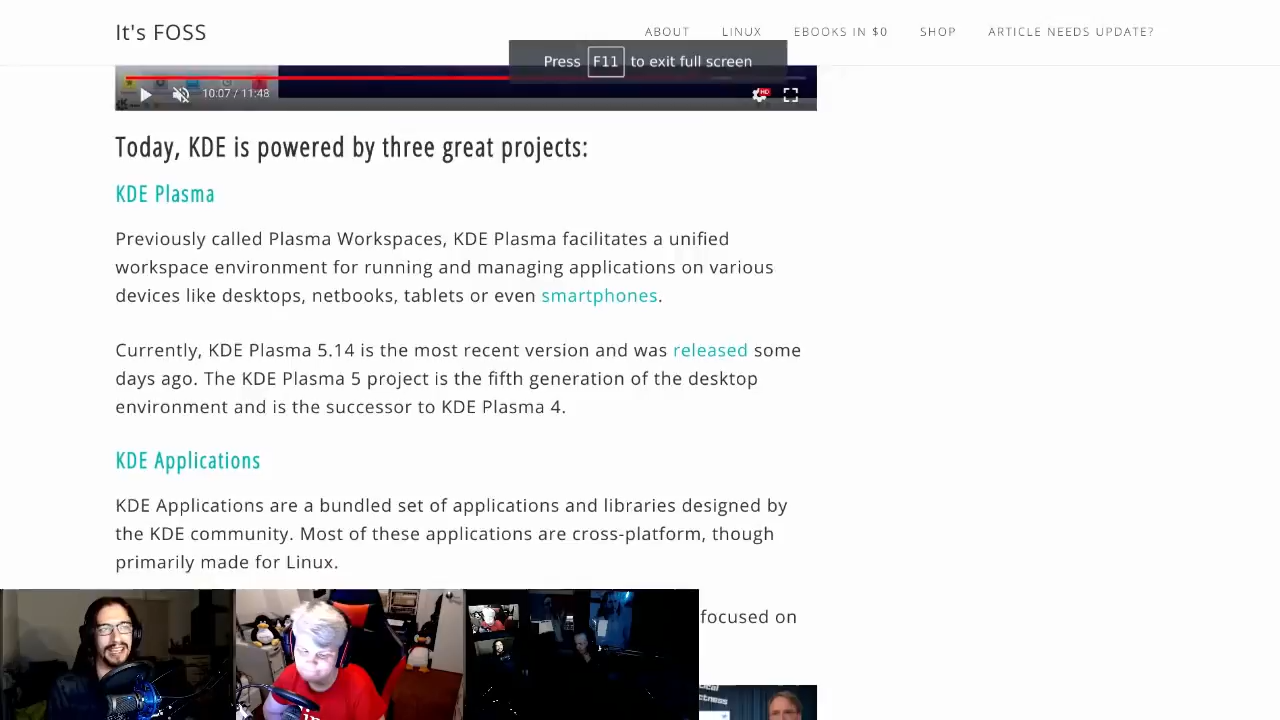 It's FOSS
ABOUT LINUX EBOOKS IN $0 SHOP ARTICLE NEEDS UPDATE?
Press F11 to exit full screen
10:07 / 11:48
HD
Today, KDE is powered by three great projects:
KDE Plasma
Previously called Plasma Workspaces, KDE Plasma facilitates a unified
workspace environment for running and managing applications on various
devices like desktops, netbooks, tablets or even smartphones.
Currently, KDE Plasma 5.14 is the most recent version and was released some
days ago. The KDE Plasma 5 project is the fifth generation of the desktop
environment and is the successor to KDE Plasma 4.
KDE Applications
KDE Applications are a bundled set of applications and libraries designed by
the KDE community. Most of these applications are cross-platform, though
primarily made for Linux.
focused on